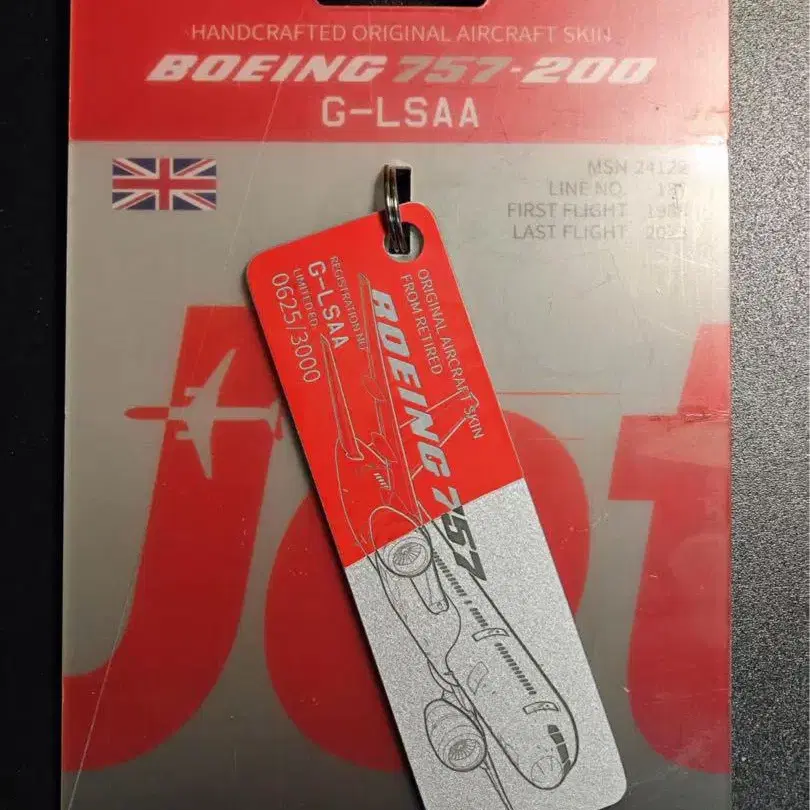 HANDCRAFTED ORIGINAL AIRCRAFT SKIN
BOEING 757-200
G-LSAA
MSN 24122
LINE NO.
FIRST FLIGHT
LAST FLIGHT
ORIGINAL AIRCRAFT SKIN
FROM RETIRED
BOEING 757
REGISTRATION NO.
G-LSAA
LIMITED ED.
0625/3000
Jet